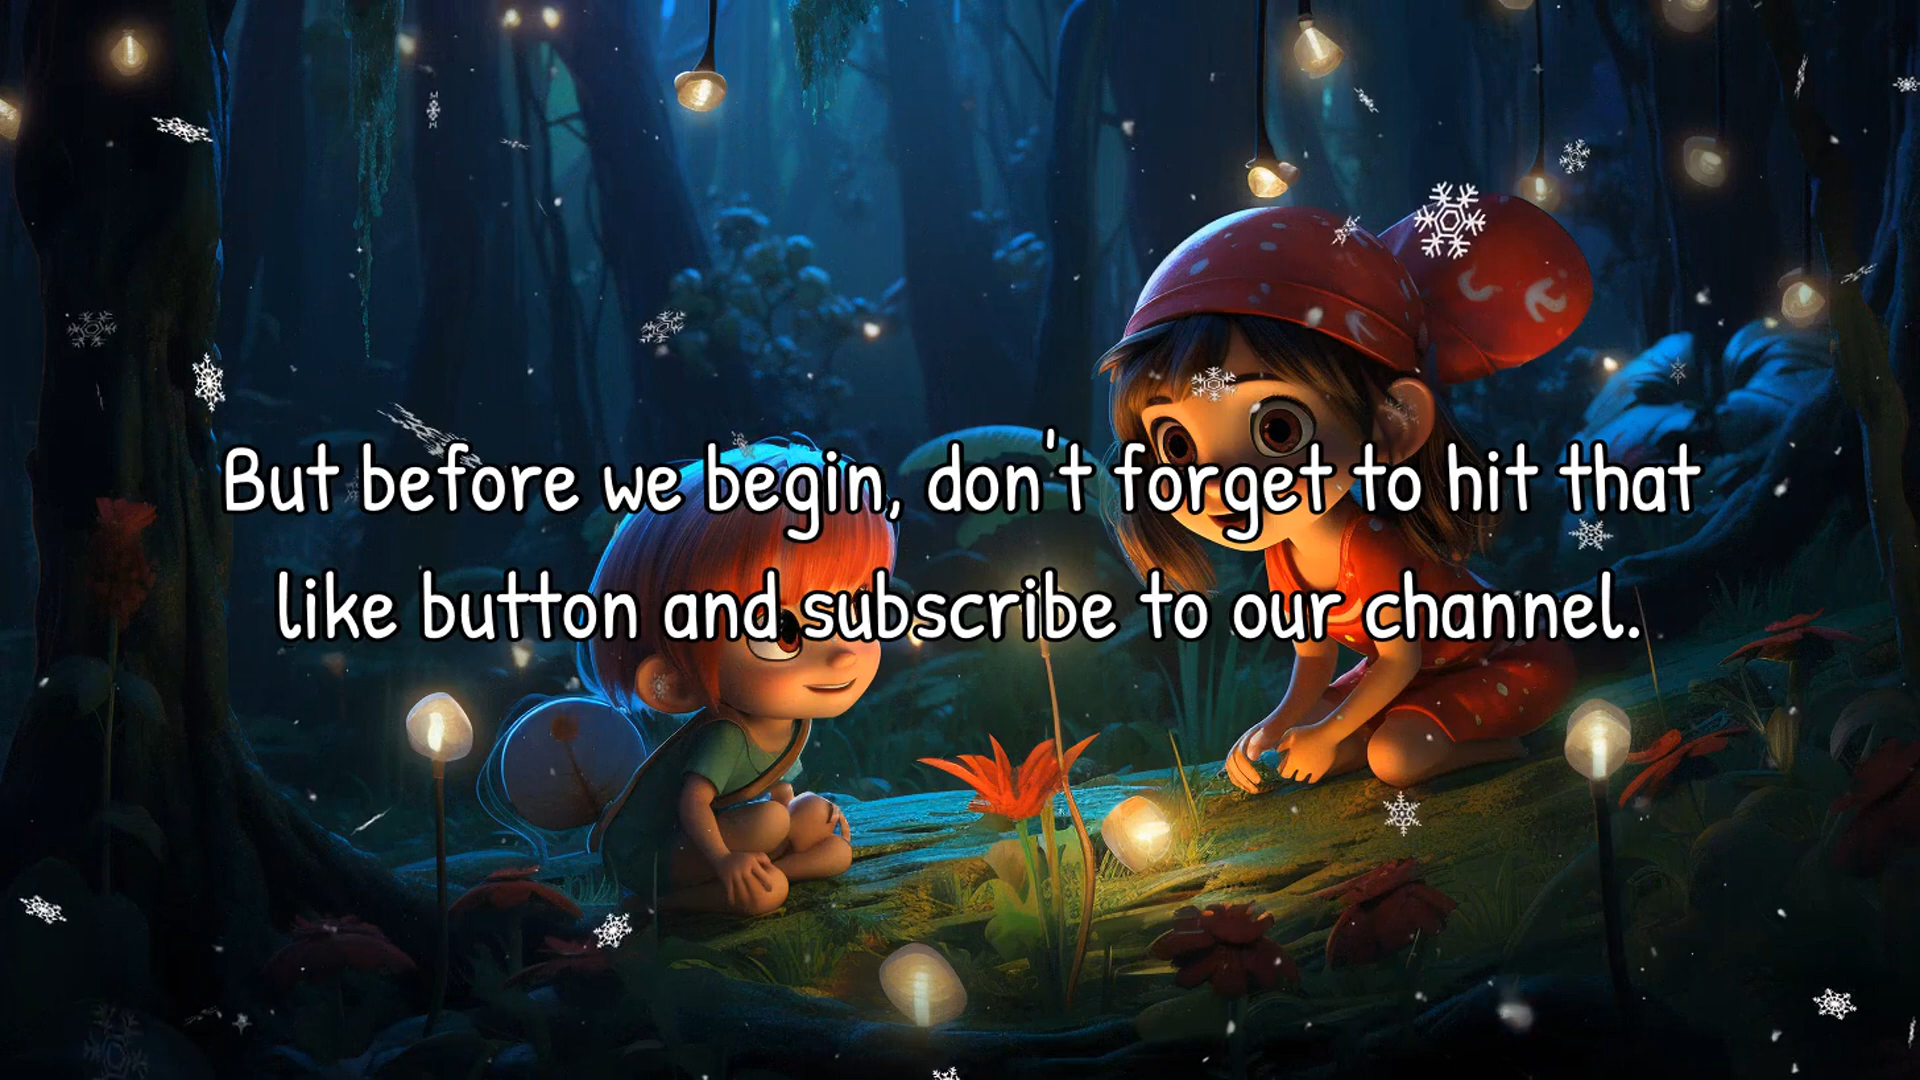 But before we begin, don't forget to hit that
like button and subscribe to our channel.